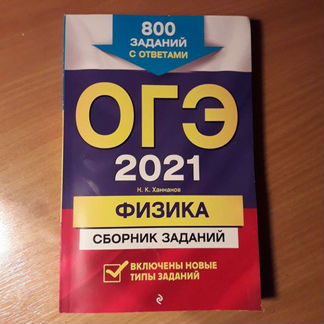 800
ЗАДАНИЙ
С ОТВЕТАМИ
ОГЭ
2021
Н. К. Ханнанов
ФИЗИКА
СБОРНИК ЗАДАНИЙ
ВКЛЮЧЕНЫ НОВЫЕ
ТИПЫ ЗАДАНИЙ